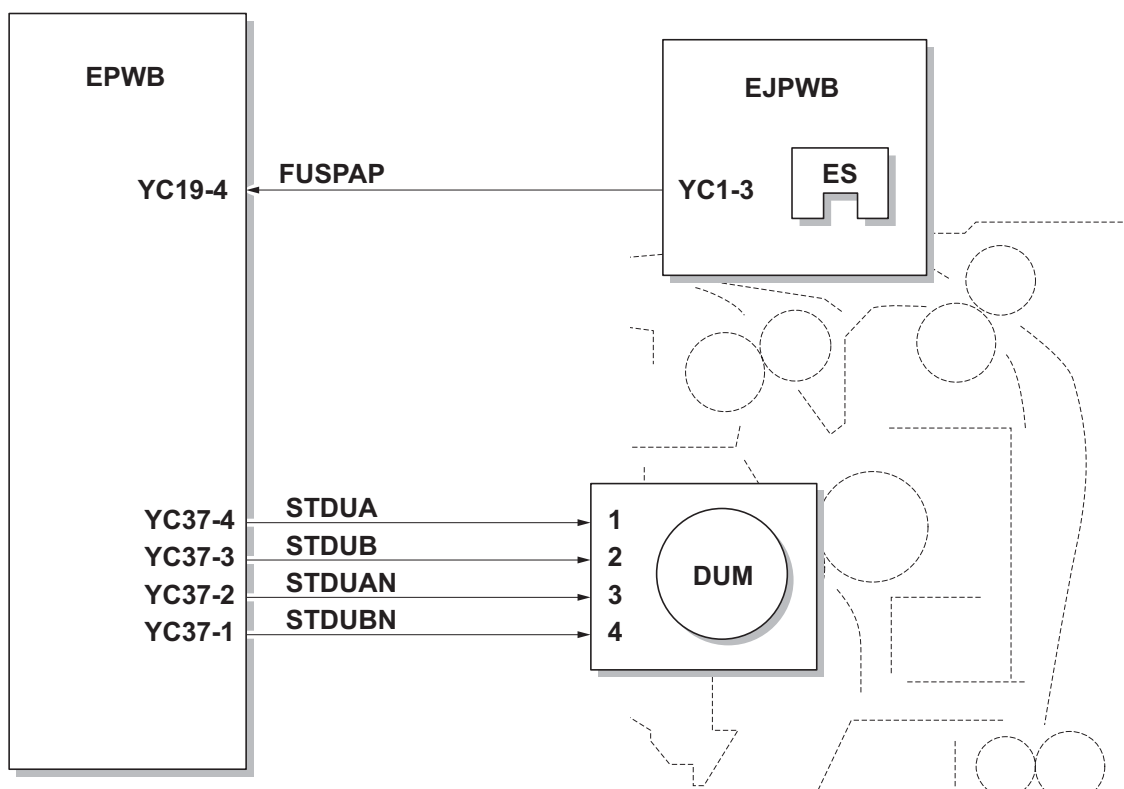 EPWB
EJPWB
ES
YC19-4
FUSPAP
YC1-3
YC37-4
STDUA
1
YC37-3
STDUB
2
YC37-2
STDUAN
3
YC37-1
STDUBN
4
DUM